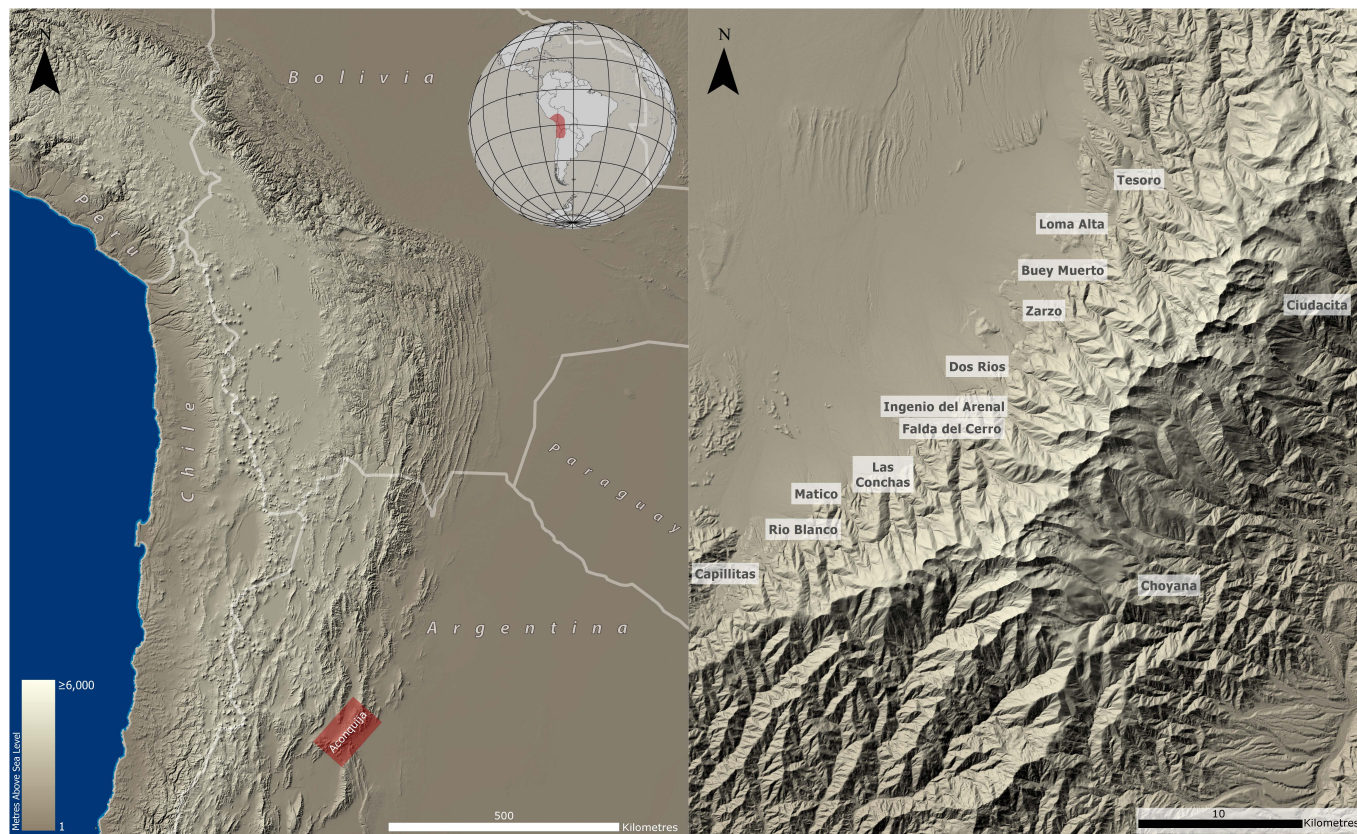 N
Bolivia
Peru
Chile
Paraguay
Argentina
Aconquija
≥6,000
Metres Above Sea Level
1
500
Kilometres
N
Tesoro
Loma Alta
Buey Muerto
Ciudacita
Zarzo
Dos Rios
Ingenio del Arenal
Falda del Cerro
Las
Conchas
Matico
Rio Blanco
Capillitas
Choyana
10
Kilometres